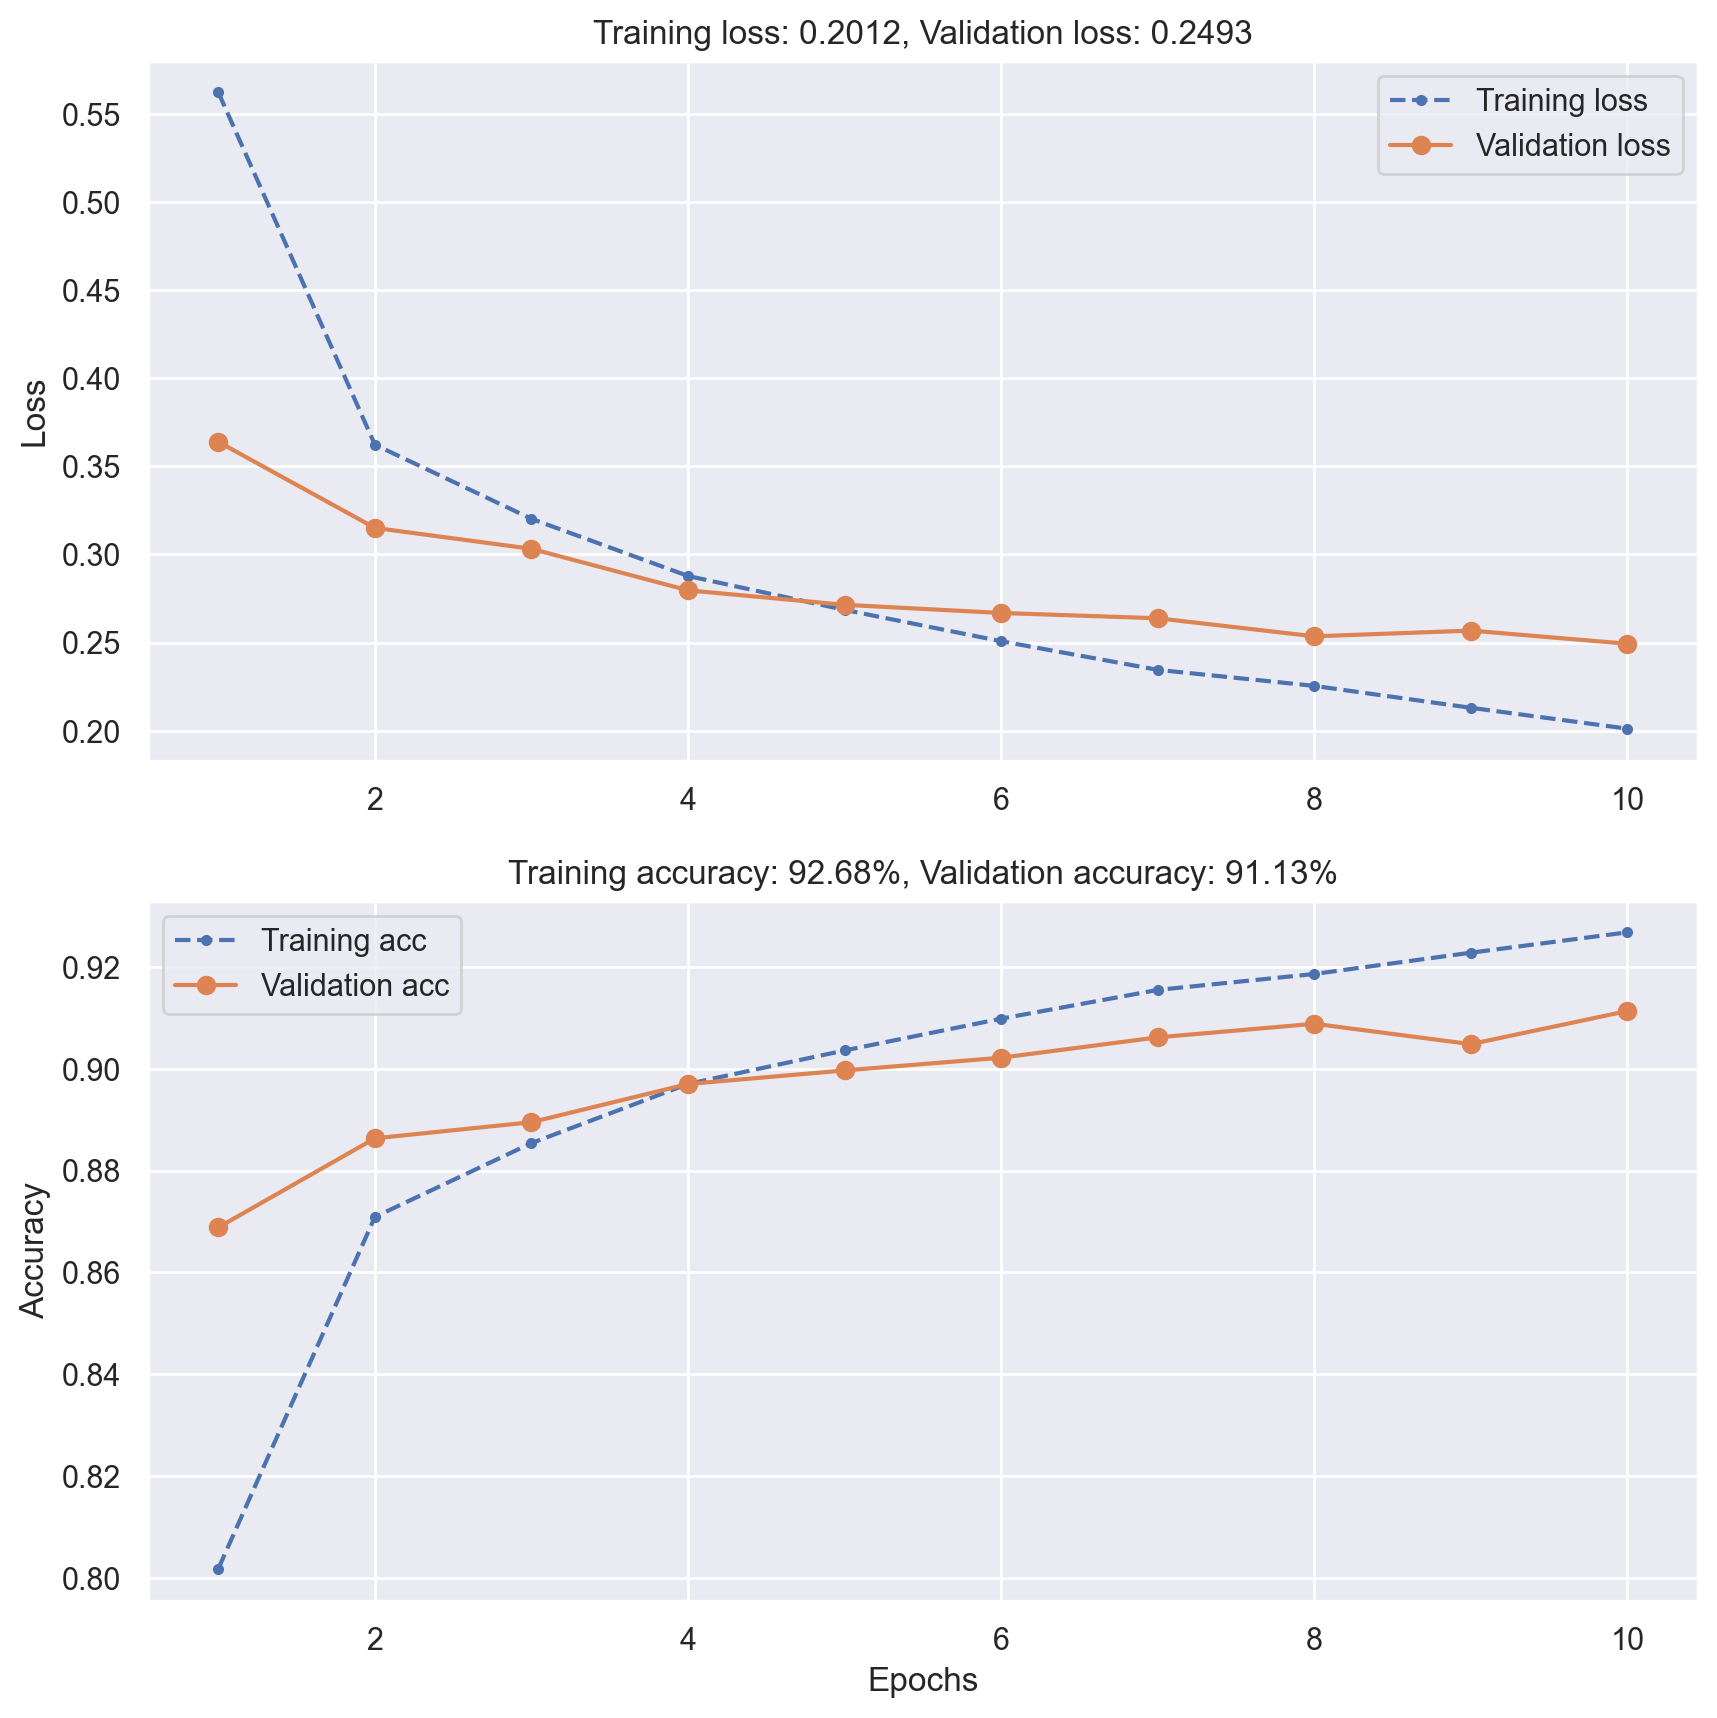 Training loss: 0.2012, Validation loss: 0.2493
Training loss
Validation loss
0.55
0.50
0.45
0.40
0.35
0.30
0.25
0.20
Loss
2 4 6 8 10
Training accuracy: 92.68%, Validation accuracy: 91.13%
Training acc
Validation acc
0.92
0.90
0.88
0.86
0.84
0.82
0.80
Accuracy
2 4 6 8 10
Epochs